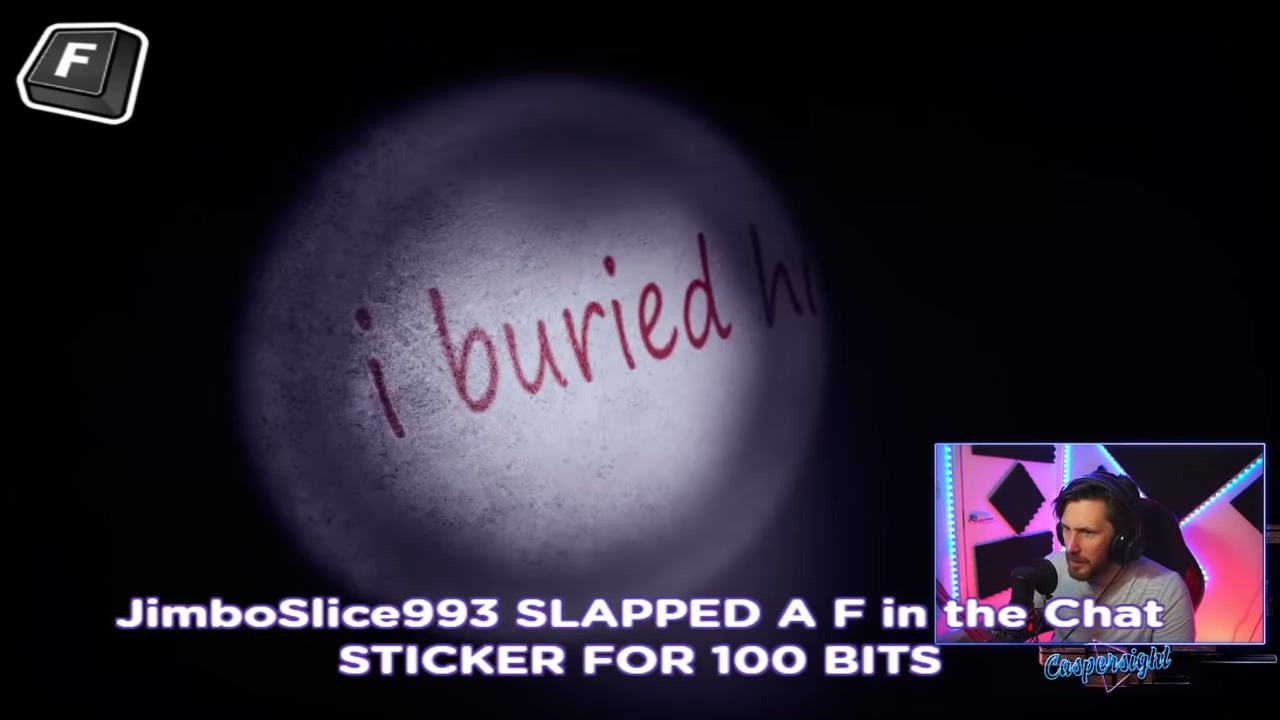 F
i buried
JimboSlice993 SLAPPED A F in the Chat
STICKER FOR 100 BITS
Caspersight